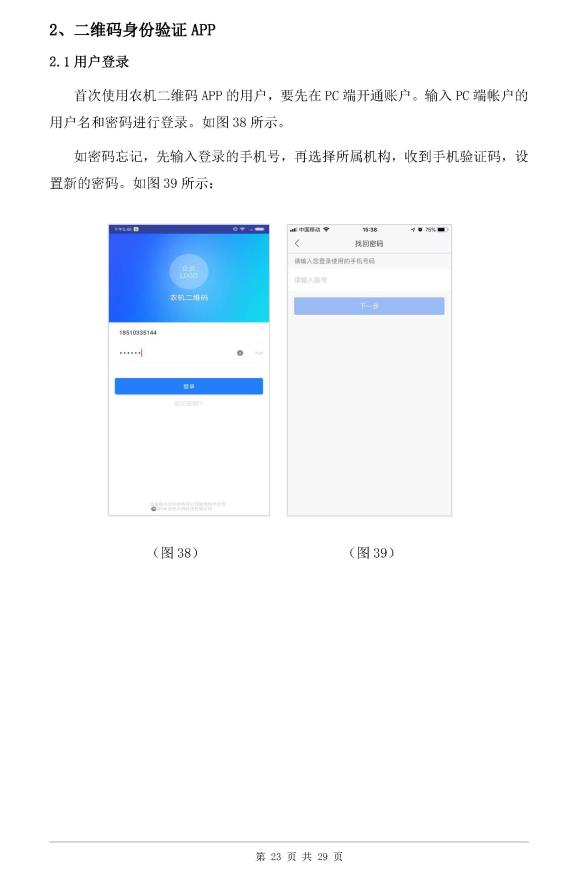 2、二维码身份验证 APP
2.1 用户登录
首次使用农机二维码 APP 的用户，要先在 PC 端开通账户。输入 PC 端帐户的
用户名和密码进行登录。如图 38 所示。
如密码忘记，先输入登录的手机号，再选择所属机构，收到手机验证码，设
置新的密码。如图 39 所示：
企业
LOGO
农机二维码
18510335144
••••••
登录
忘记密码?
中国移动 16:38 75%
找回密码
请输入您登录使用的手机号码
请输入账号
下一步
（图 38） （图 39）
第 23 页 共 29 页